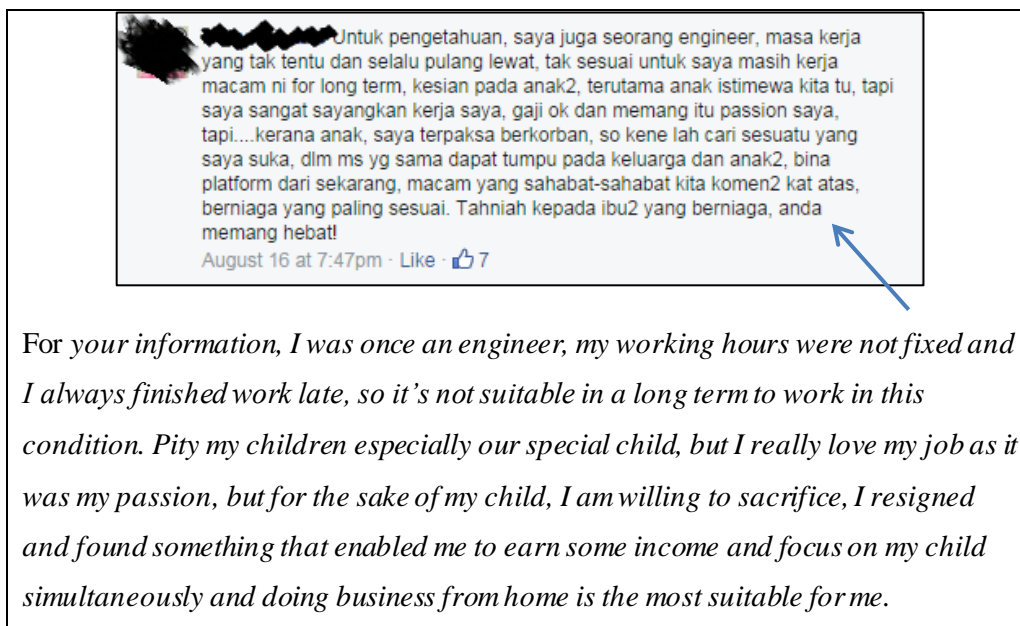 Untuk pengetahuan, saya juga seorang engineer, masa kerja
yang tak tentu dan selalu pulang lewat, tak sesuai untuk saya masih kerja
macam ni for long term, kesian pada anak2, terutama anak istimewa kita tu, tapi
saya sangat sayangkan kerja saya, gaji ok dan memang itu passion saya,
tapi....kerana anak, saya terpaksa berkorban, so kene lah cari sesuatu yang
saya suka, dlm ms yg sama dapat tumpu pada keluarga dan anak2, bina
platform dari sekarang, macam yang sahabat-sahabat kita komen2 kat atas,
berniaga yang paling sesuai. Tahniah kepada ibu2 yang berniaga, anda
memang hebat!
August 16 at 7:47pm · Like · 7
For your information, I was once an engineer, my working hours were not fixed and
I always finished work late, so it's not suitable in a long term to work in this
condition. Pity my children especially our special child, but I really love my job as it
was my passion, but for the sake of my child, I am willing to sacrifice, I resigned
and found something that enabled me to earn some income and focus on my child
simultaneously and doing business from home is the most suitable for me.